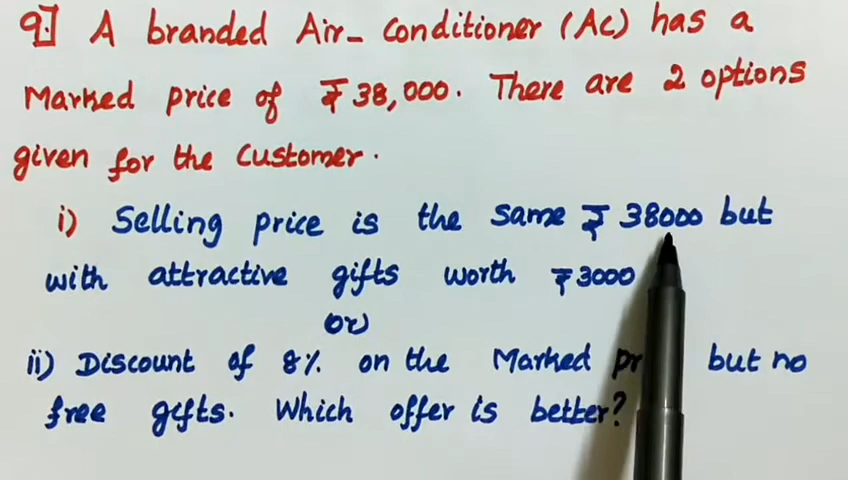 9] A branded Air- Conditioner (AC) has a
Marked price of ₹ 38,000. There are 2 options
given for the Customer.
i) Selling price is the same ₹ 38000 but
with attractive gifts worth ₹3000
or)
ii) Discount of 8% on the Marked but no
free gifts. Which offer is better?